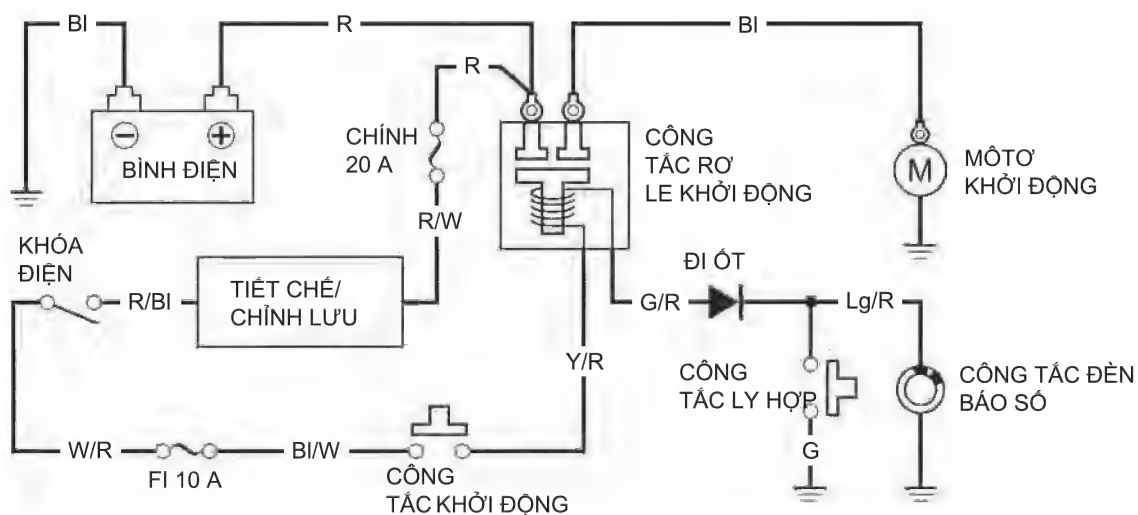 Bl
R
Bl
R
CHÍNH
20 A
CÔNG
TẮC RƠ
LE KHỞI ĐỘNG
M
MÔTƠ
KHỞI ĐỘNG
BÌNH ĐIỆN
R/W
KHÓA
ĐIỆN
R/Bl
TIẾT CHẾ/
CHỈNH LƯU
ĐI ỐT
G/R
Lg/R
Y/R
CÔNG
TẮC LY HỢP
CÔNG TẮC ĐÈN
BÁO SỐ
W/R
FI 10 A
Bl/W
CÔNG
TẮC KHỞI ĐỘNG
G